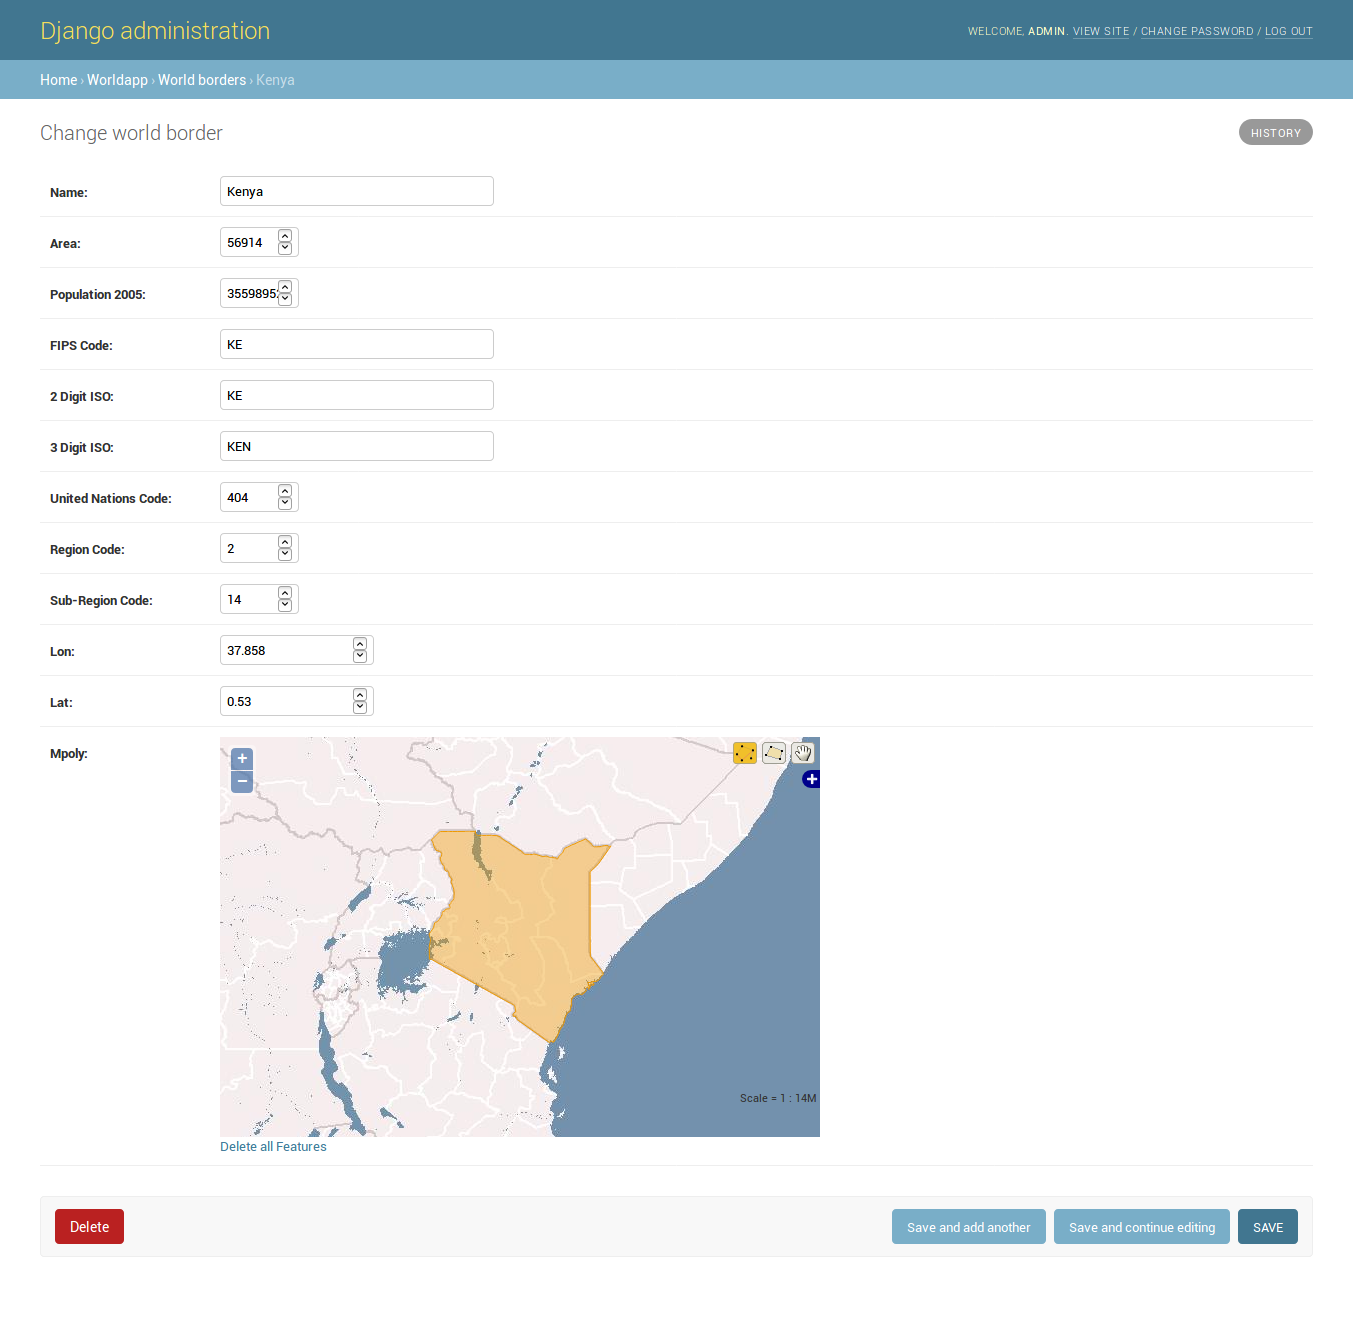 Django administration
WELCOME, ADMIN. VIEW SITE / CHANGE PASSWORD / LOG OUT
Home › Worldapp › World borders › Kenya
Change world border
HISTORY
Name: Kenya
Area: 56914
Population 2005: 3559895
FIPS Code: KE
2 Digit ISO: KE
3 Digit ISO: KEN
United Nations Code: 404
Region Code: 2
Sub-Region Code: 14
Lon: 37.858
Lat: 0.53
Mpoly:
+
−
+
Scale = 1 : 14M
Delete all Features
Delete
Save and add another
Save and continue editing
SAVE